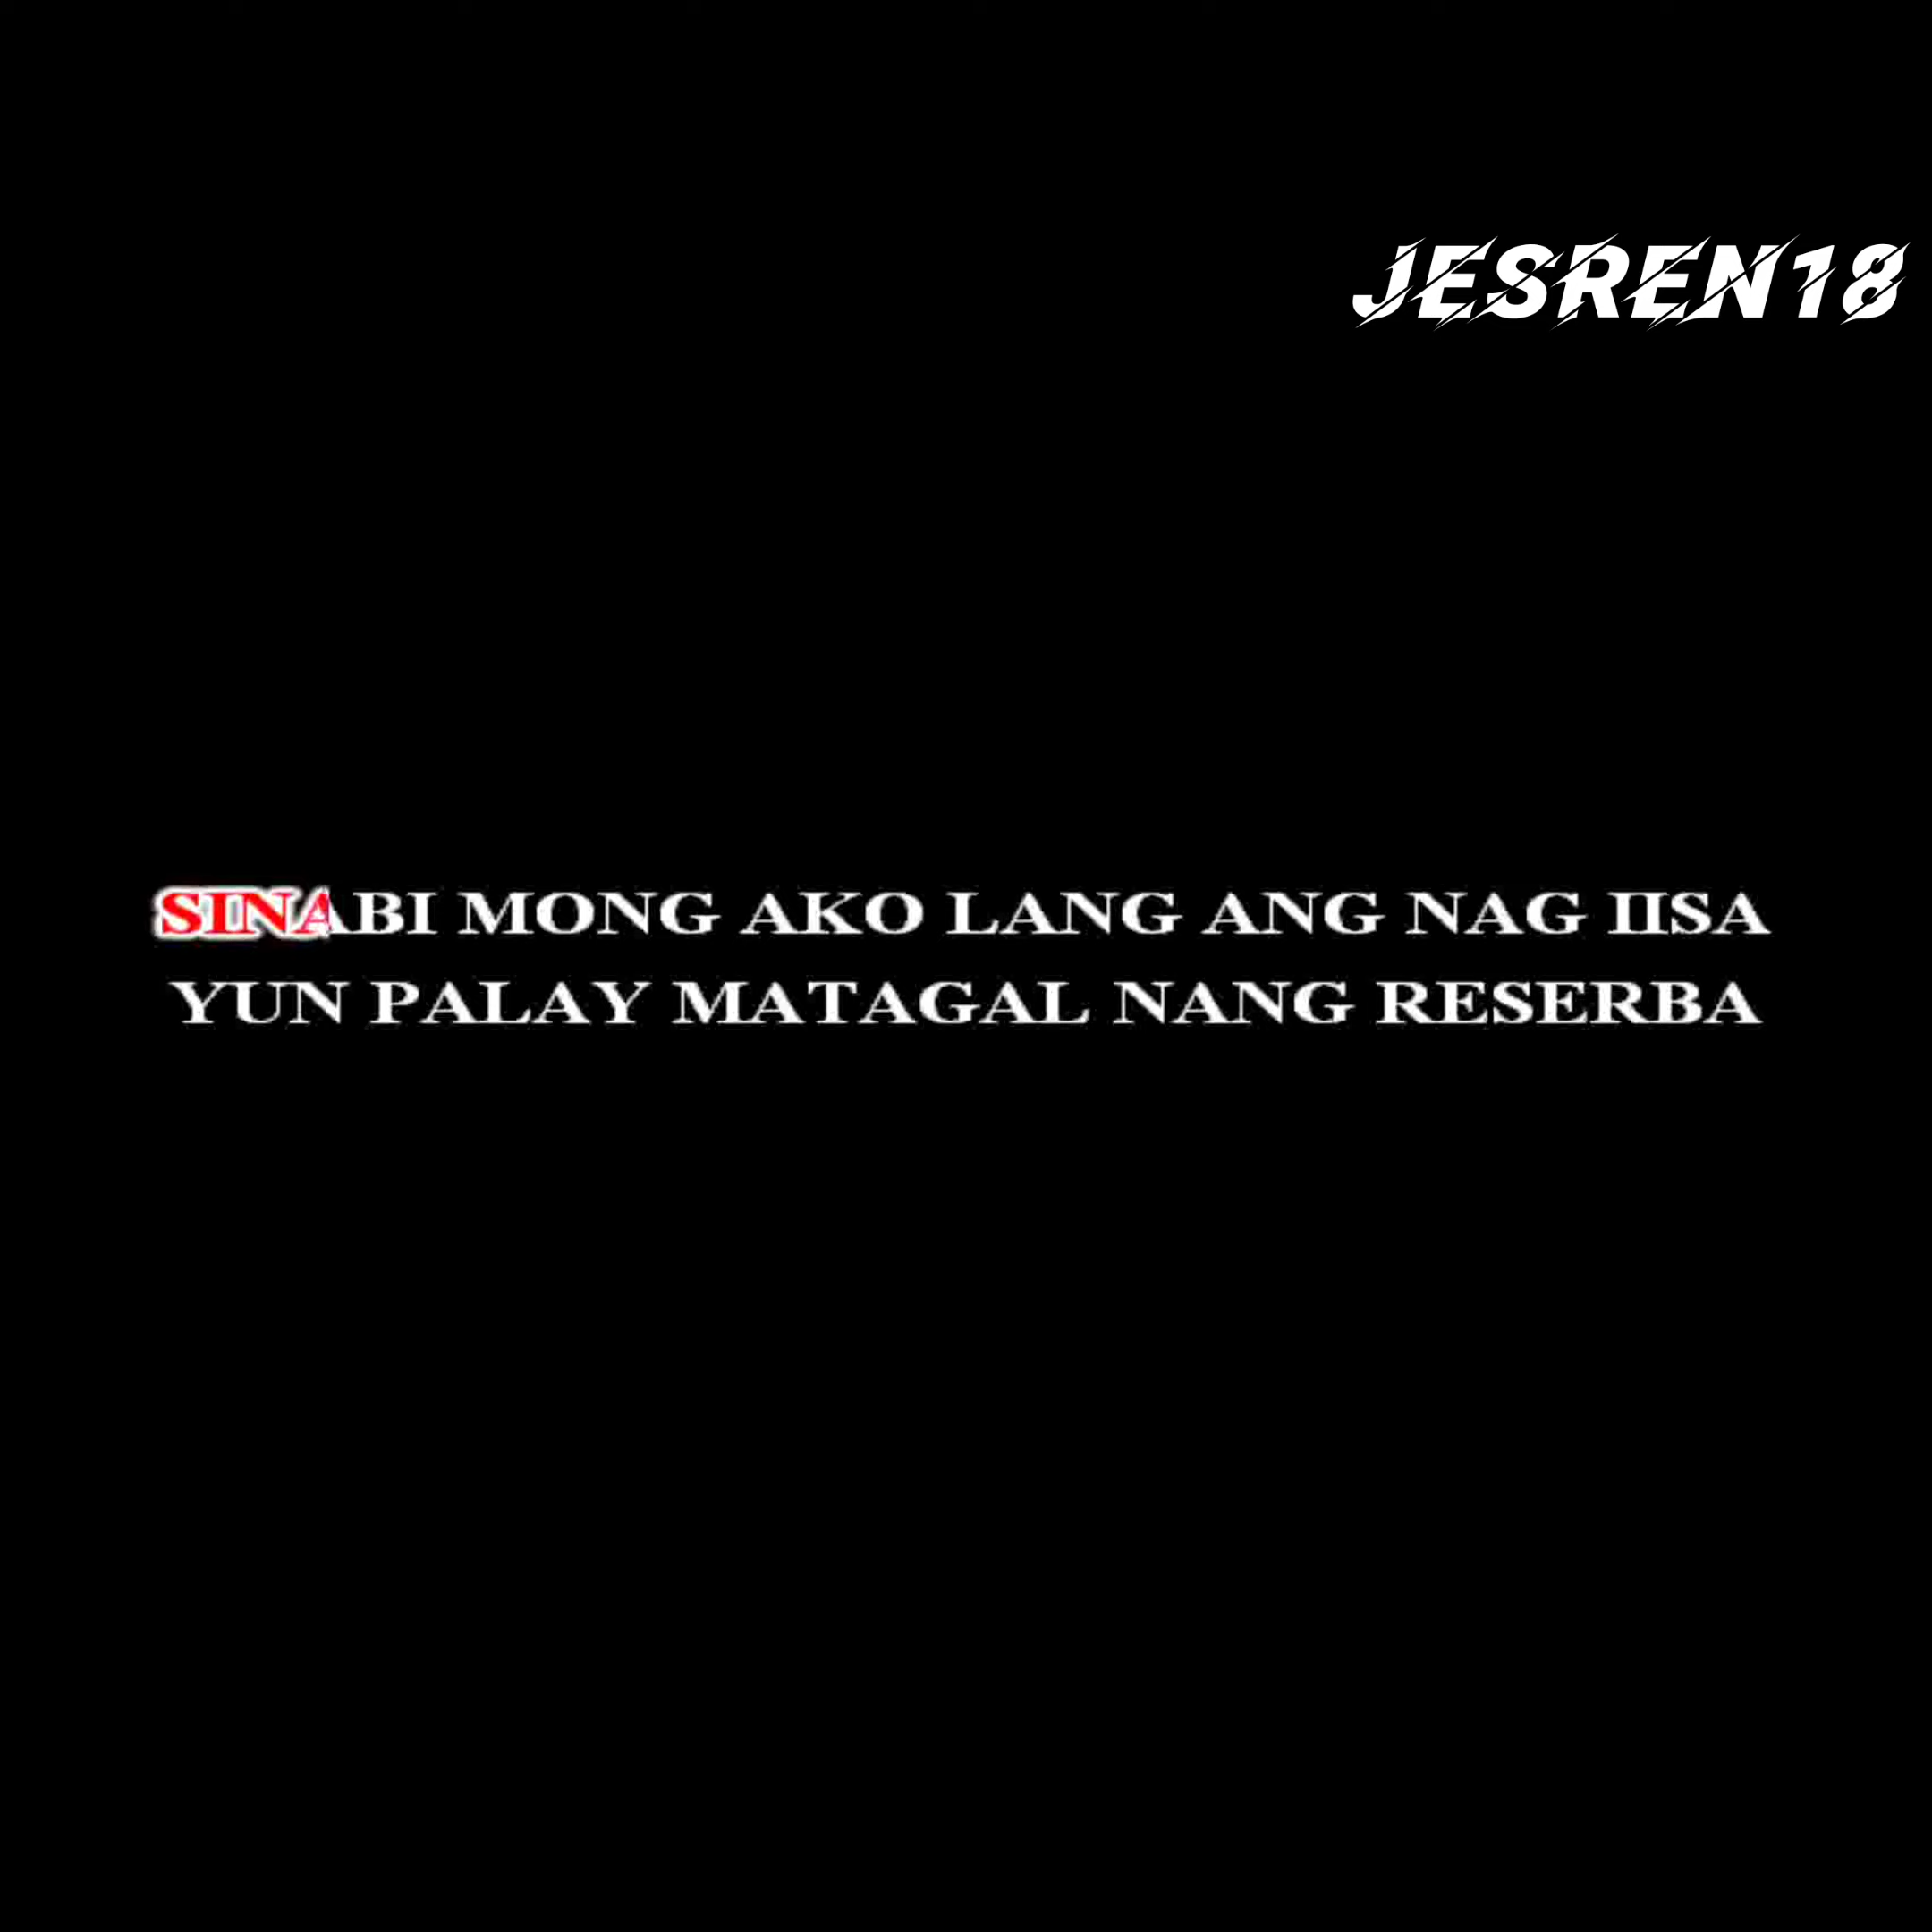 JESREN18
SINABI MONG AKO LANG ANG NAG IISA
YUN PALAY MATAGAL NANG RESERBA